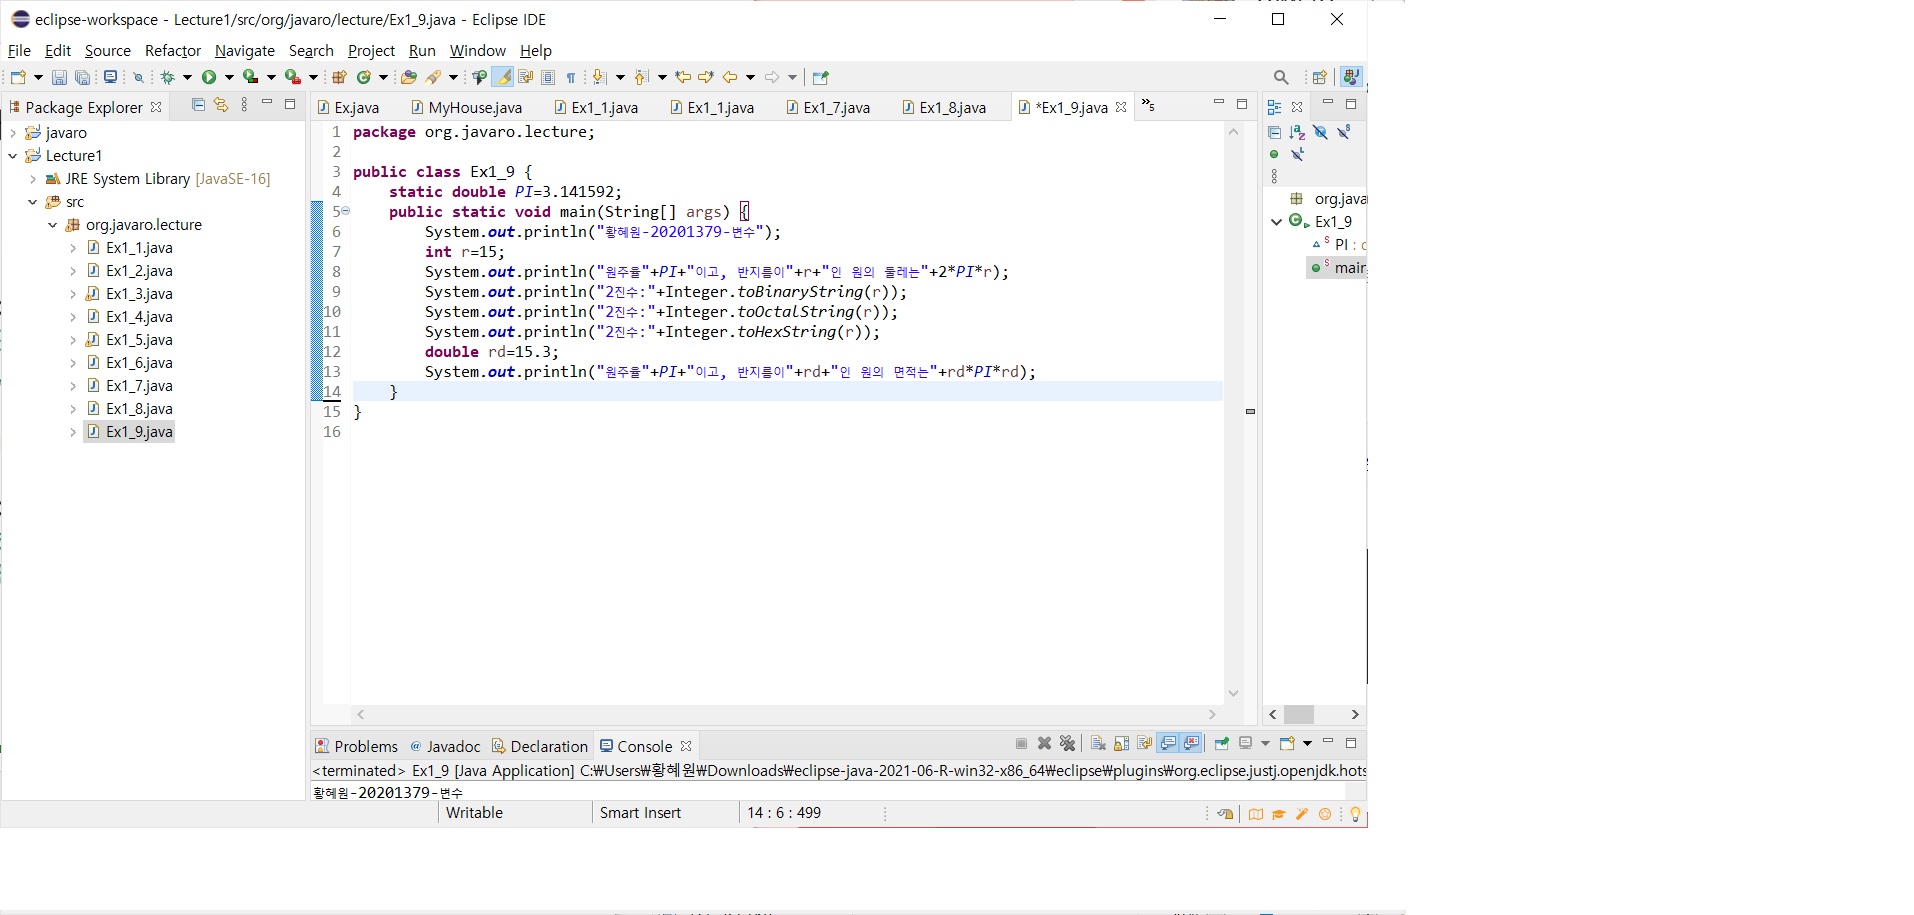 eclipse-workspace - Lecture1/src/org/javaro/lecture/Ex1_9.java - Eclipse IDE
File Edit Source Refactor Navigate Search Project Run Window Help
Package Explorer
javaro
Lecture1
JRE System Library [JavaSE-16]
src
org.javaro.lecture
Ex1_1.java
Ex1_2.java
Ex1_3.java
Ex1_4.java
Ex1_5.java
Ex1_6.java
Ex1_7.java
Ex1_8.java
Ex1_9.java
Ex.java MyHouse.java Ex1_1.java Ex1_1.java Ex1_7.java Ex1_8.java *Ex1_9.java »5
1 package org.javaro.lecture;
2
3 public class Ex1_9 {
4 static double PI=3.141592;
5 public static void main(String[] args) {
6 System.out.println("황혜원-20201379-변수");
7 int r=15;
8 System.out.println("원주율"+PI+"이고, 반지름이"+r+"인 원의 둘레는"+2*PI*r);
9 System.out.println("2진수:"+Integer.toBinaryString(r));
10 System.out.println("2진수:"+Integer.toOctalString(r));
11 System.out.println("2진수:"+Integer.toHexString(r));
12 double rd=15.3;
13 System.out.println("원주율"+PI+"이고, 반지름이"+rd+"인 원의 면적는"+rd*PI*rd);
14 }
15 }
16
org.java
Ex1_9
PI : 
main
Problems Javadoc Declaration Console
<terminated> Ex1_9 [Java Application] C:₩Users₩황혜원₩Downloads₩eclipse-java-2021-06-R-win32-x86_64₩eclipse₩plugins₩org.eclipse.justj.openjdk.hots
황혜원-20201379-변수
Writable Smart Insert 14 : 6 : 499